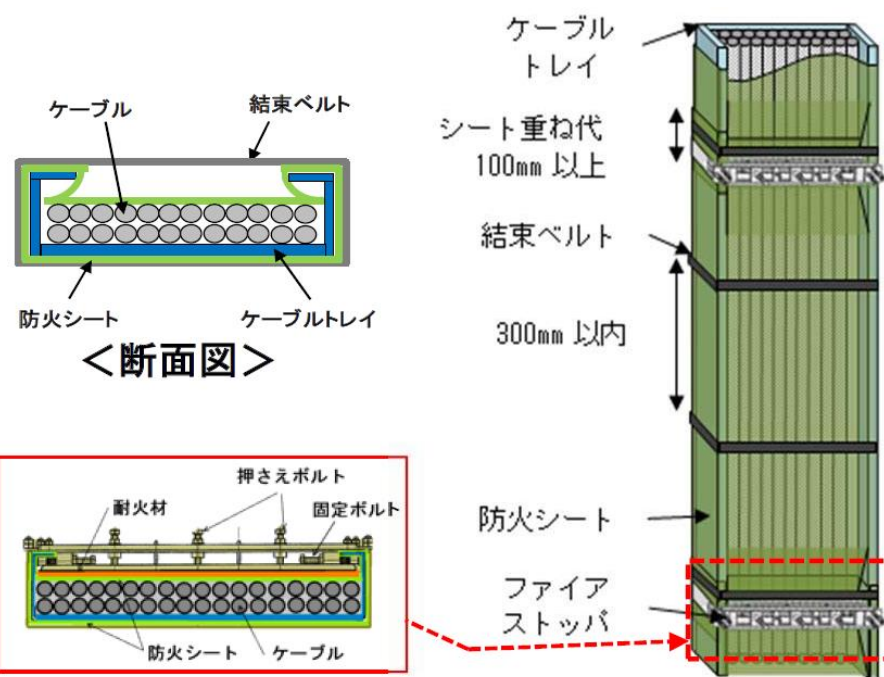 ケーブル
結束ベルト
防火シート
ケーブルトレイ
＜断面図＞
押さえボルト
耐火材
固定ボルト
防火シート
ケーブル
ケーブル
トレイ
シート重ね代
100mm 以上
結束ベルト
300mm 以内
防火シート
ファイア
ストッパ